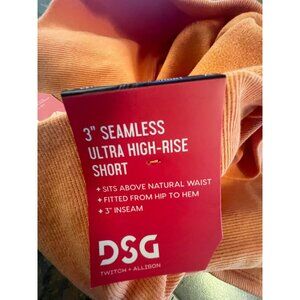 3" SEAMLESS
ULTRA HIGH-RISE
SHORT
+ SITS ABOVE NATURAL WAIST
+ FITTED FROM HIP TO HEM
+ 3" INSEAM
DSG
TWITCH + ALLISON